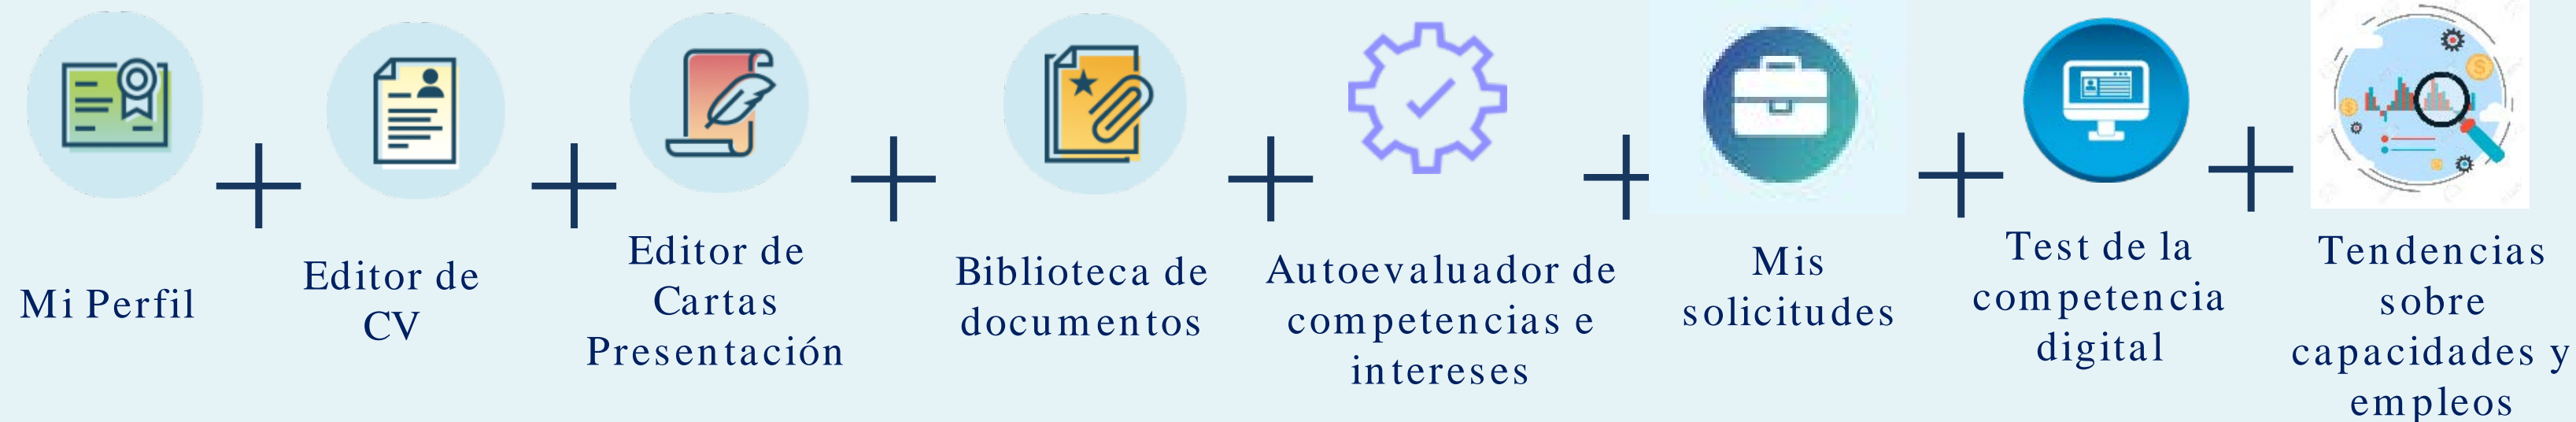 Mi Perfil
Editor de
CV
Editor de
Cartas
Presentación
Biblioteca de
documentos
Autoevaluador de
competencias e
intereses
Mis
solicitudes
Test de la
competencia
digital
Tendencias
sobre
capacidades y
empleos